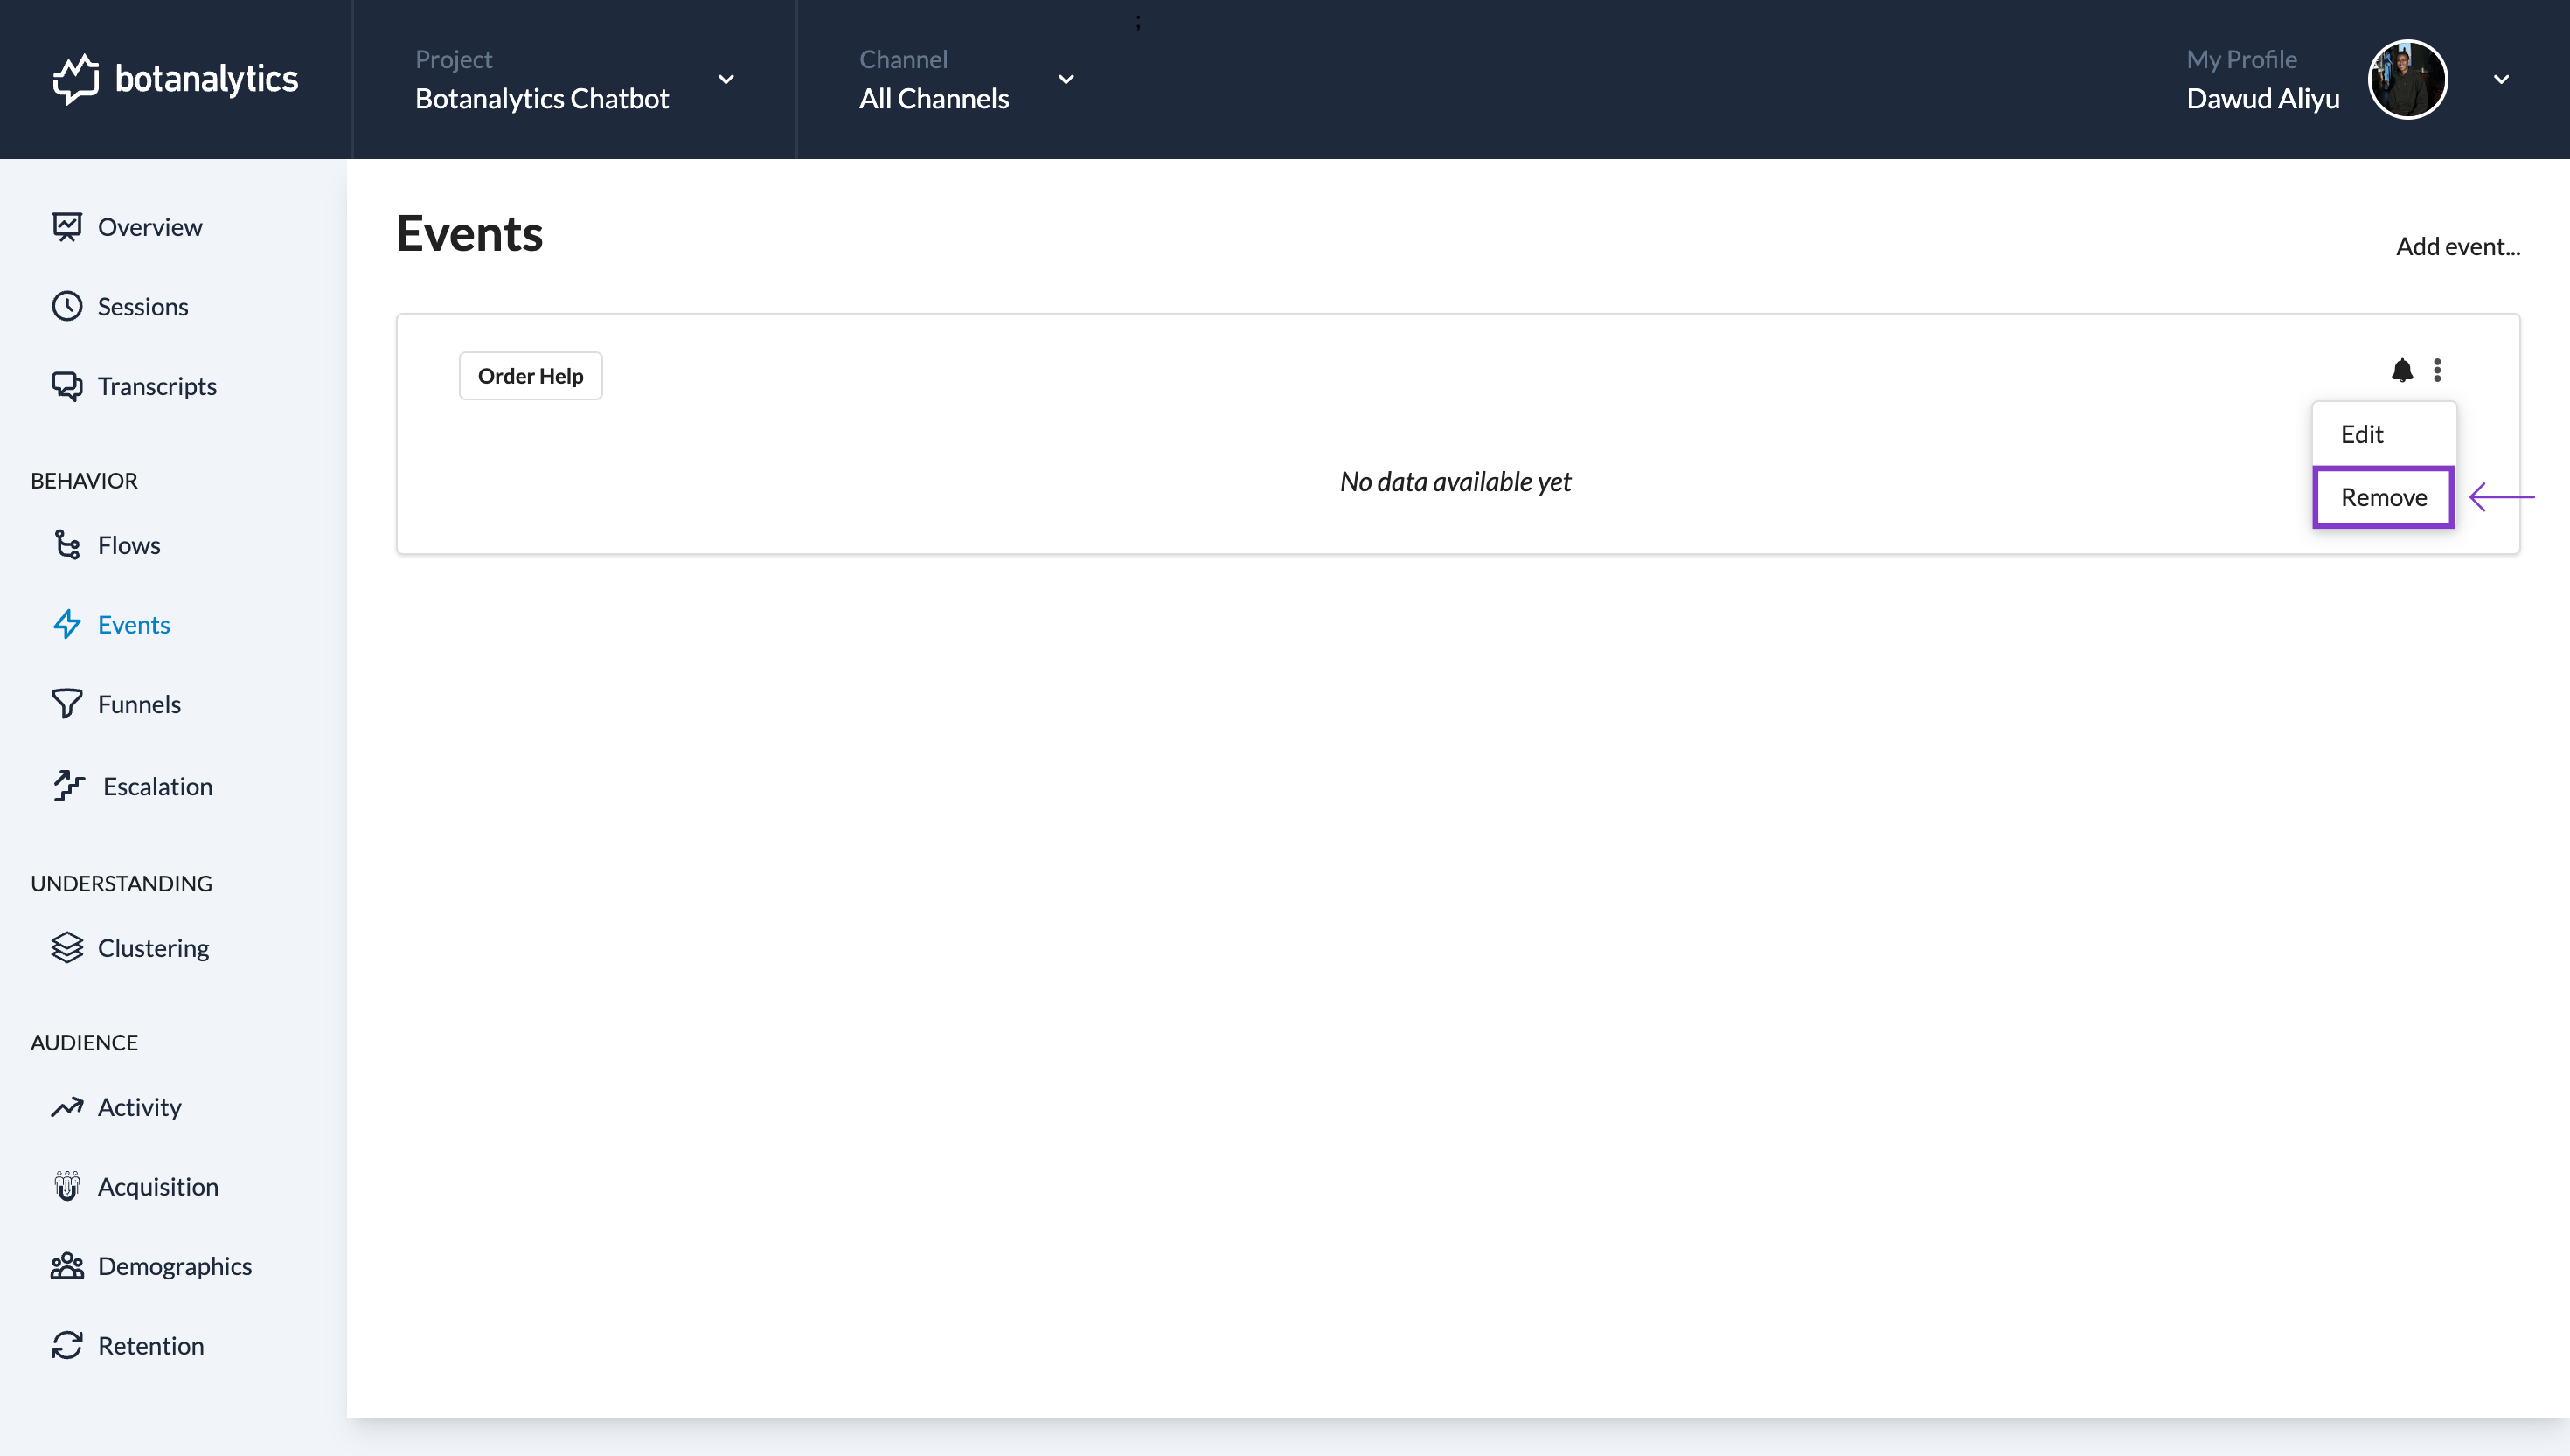 ;
botanalytics
Project
Botanalytics Chatbot
Channel
All Channels
My Profile
Dawud Aliyu
Overview
Sessions
Transcripts
BEHAVIOR
Flows
Events
Funnels
Escalation
UNDERSTANDING
Clustering
AUDIENCE
Activity
Acquisition
Demographics
Retention
Events
Add event...
Order Help
No data available yet
Edit
Remove